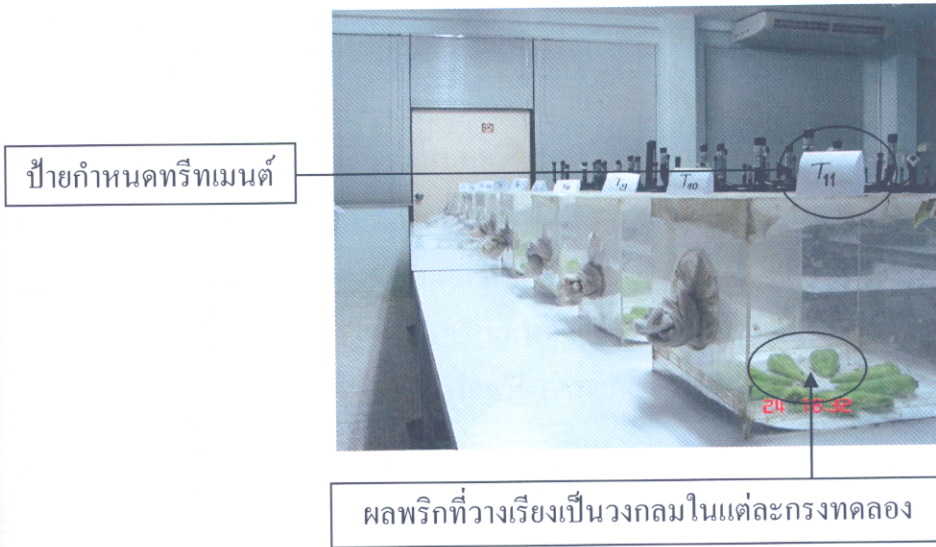 ป้ายกำหนดทรีทเมนต์
T9
T10
T11
24 16:32
ผลพริกที่วางเรียงเป็นวงกลมในแต่ละกรงทดลอง